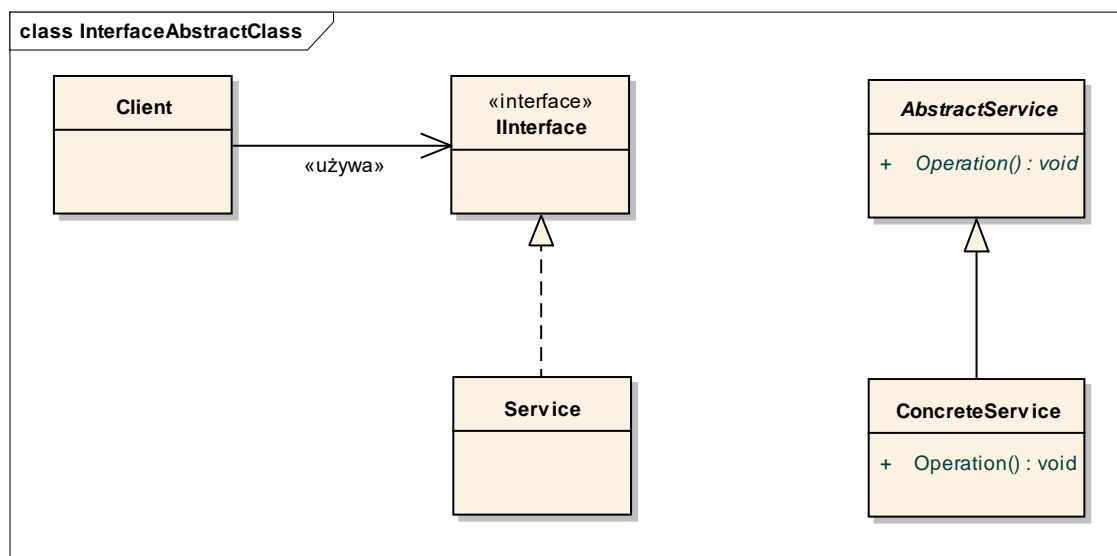 class InterfaceAbstractClass
Client
«interface»
IInterface
«używa»
AbstractService
+ Operation() : void
Service
ConcreteService
+ Operation() : void